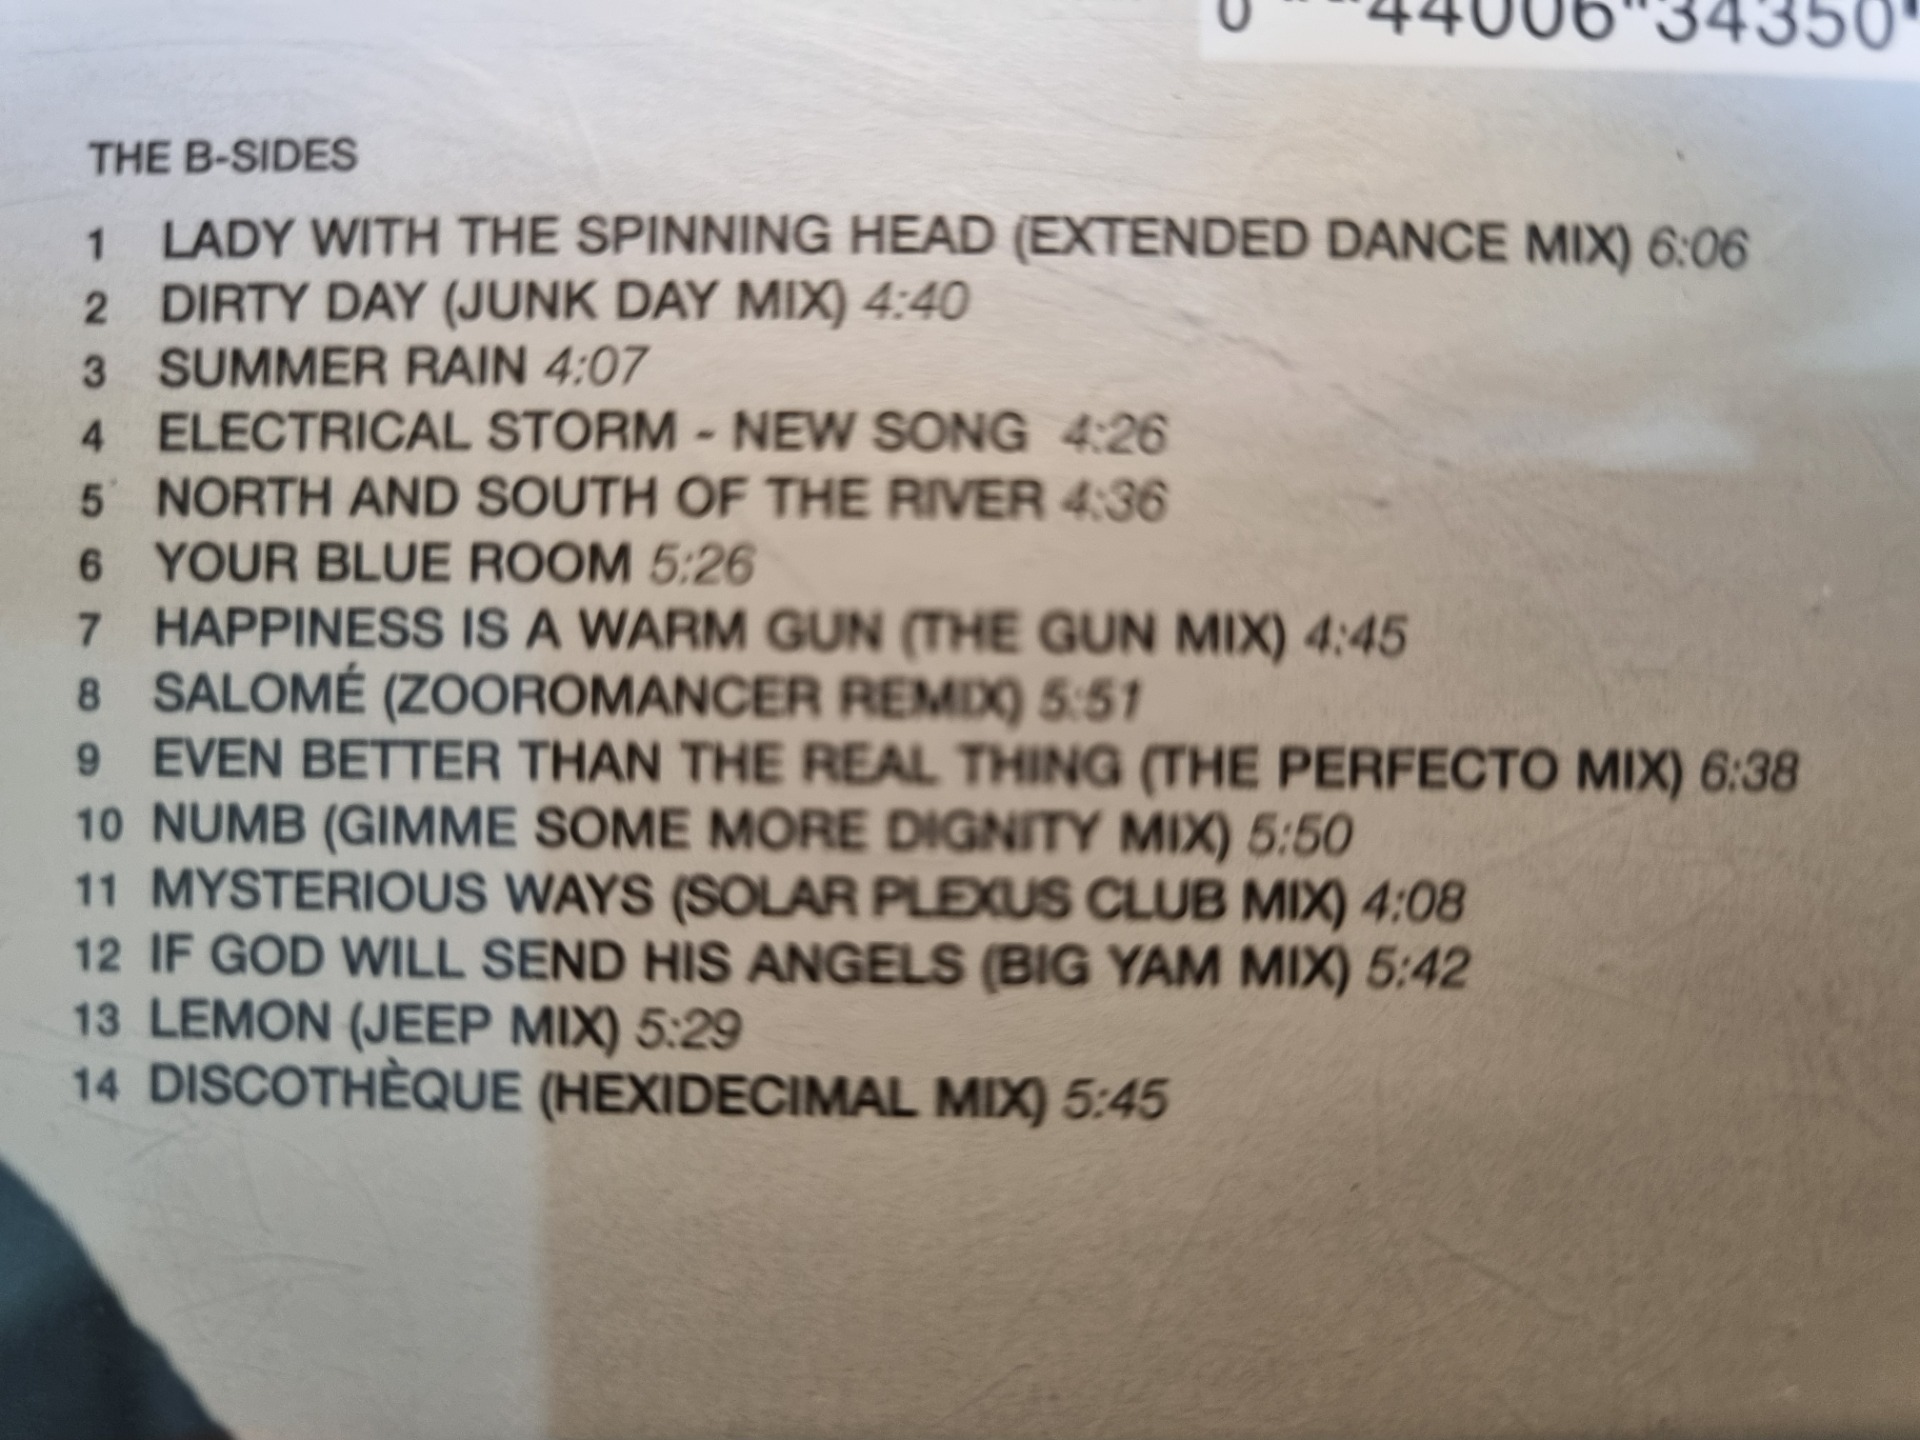 0 44006 34350
THE B-SIDES
1 LADY WITH THE SPINNING HEAD (EXTENDED DANCE MIX) 6:06
2 DIRTY DAY (JUNK DAY MIX) 4:40
3 SUMMER RAIN 4:07
4 ELECTRICAL STORM - NEW SONG 4:26
5 NORTH AND SOUTH OF THE RIVER 4:36
6 YOUR BLUE ROOM 5:26
7 HAPPINESS IS A WARM GUN (THE GUN MIX) 4:45
8 SALOMÉ (ZOOROMANCER REMIX) 5:51
9 EVEN BETTER THAN THE REAL THING (THE PERFECTO MIX) 6:38
10 NUMB (GIMME SOME MORE DIGNITY MIX) 5:50
11 MYSTERIOUS WAYS (SOLAR PLEXUS CLUB MIX) 4:08
12 IF GOD WILL SEND HIS ANGELS (BIG YAM MIX) 5:42
13 LEMON (JEEP MIX) 5:29
14 DISCOTHÈQUE (HEXIDECIMAL MIX) 5:45